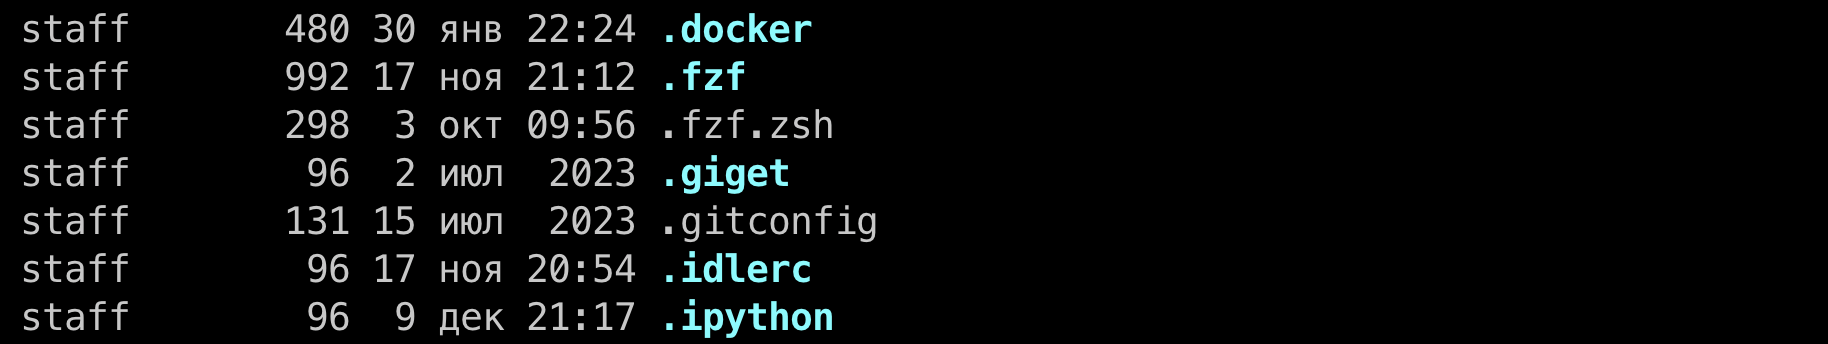 staff 480 30 янв 22:24 .docker
staff 992 17 ноя 21:12 .fzf
staff 298 3 окт 09:56 .fzf.zsh
staff 96 2 июл 2023 .giget
staff 131 15 июл 2023 .gitconfig
staff 96 17 ноя 20:54 .idlerc
staff 96 9 дек 21:17 .ipython